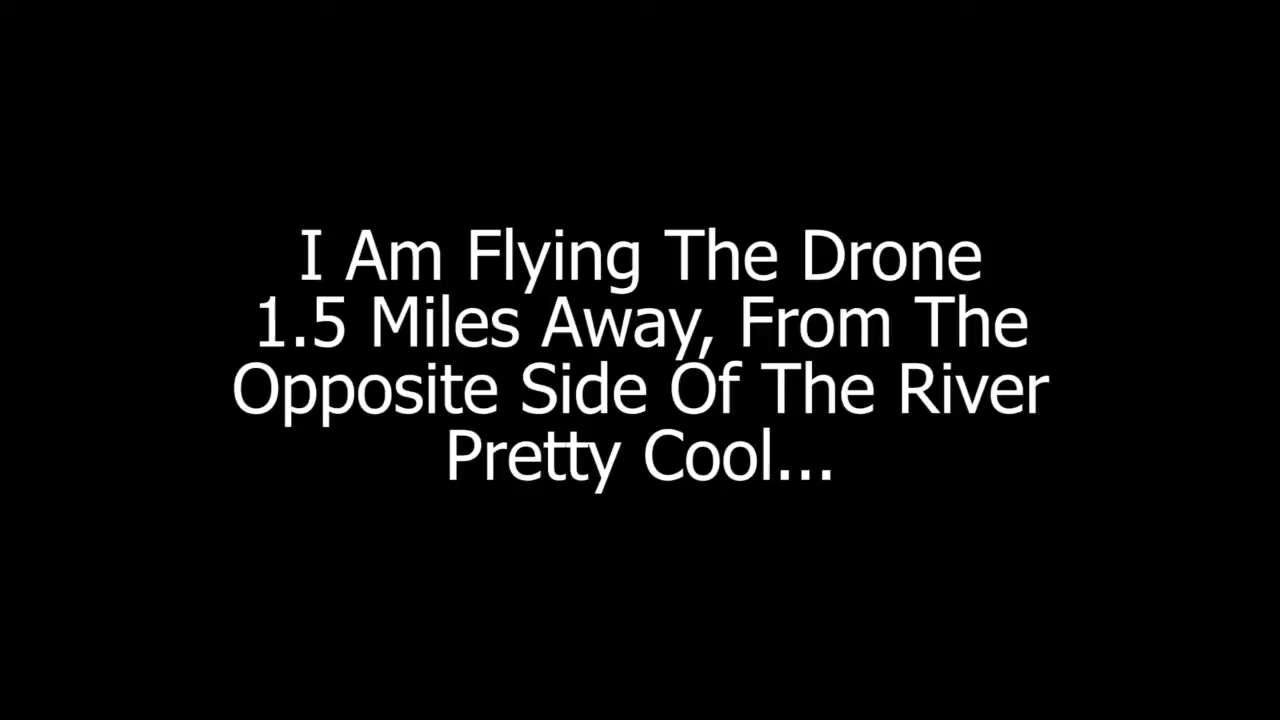 I Am Flying The Drone
1.5 Miles Away, From The
Opposite Side Of The River
Pretty Cool...